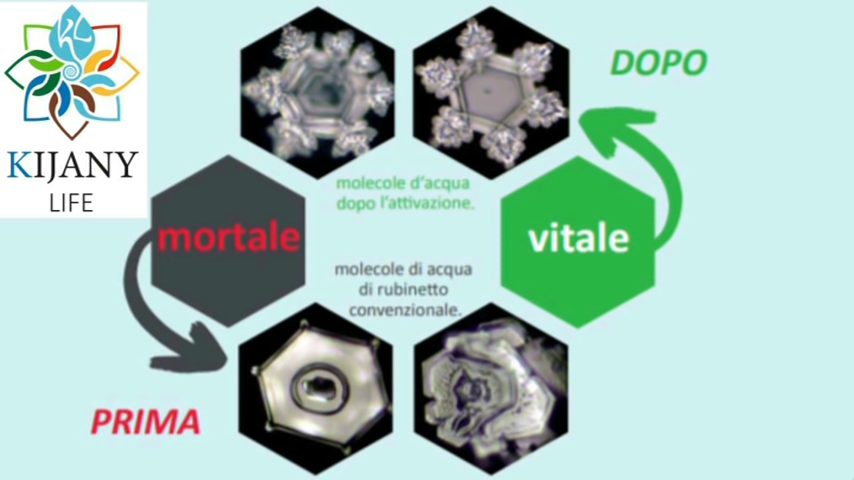 KIJANY
LIFE
DOPO
molecole d'acqua
dopo l'attivazione.
mortale
vitale
molecole di acqua
di rubinetto
convenzionale.
PRIMA